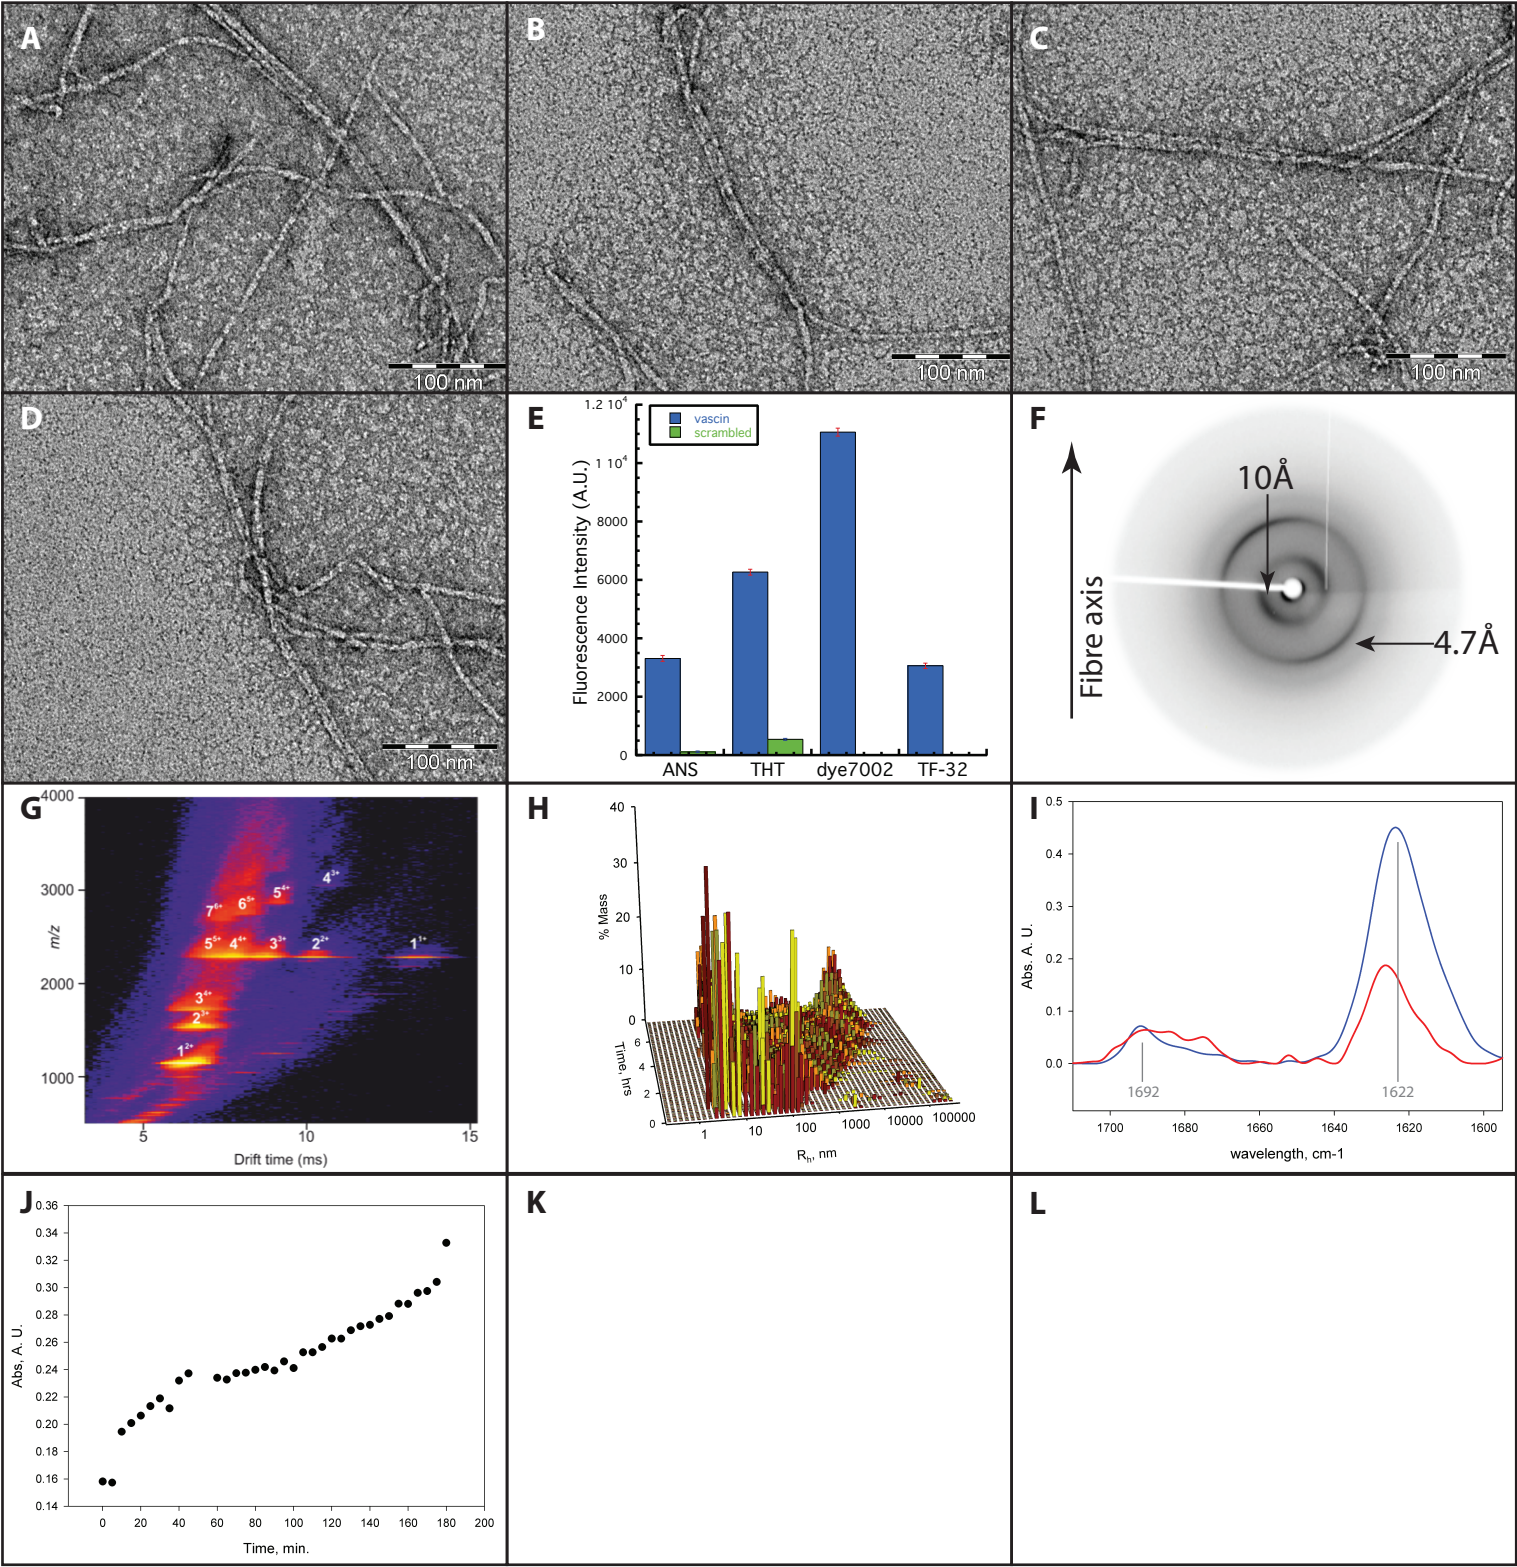 A
100 nm
B
100 nm
C
100 nm
D
100 nm
E
1.2 10⁴
1 10⁴
8000
6000
4000
2000
0
Fluorescence Intensity (A.U.)
vascin
scrambled
ANS THT dye7002 TF-32
F
10Å
4.7Å
Fibre axis
G
4000
3000
2000
1000
m/z
4³⁺
5⁴⁺
6⁵⁺
7⁶⁺
5⁵⁺ 4⁴⁺ 3³⁺ 2²⁺ 1¹⁺
3⁴⁺
2³⁺
1²⁺
5 10 15
Drift time (ms)
H
40
30
20
10
0
% Mass
6
4
2
0
Time, hrs
1 10 100 1000 10000 100000
Rh, nm
I
0.5
0.4
0.3
0.2
0.1
0.0
Abs. A. U.
1692
1622
1700 1680 1660 1640 1620 1600
wavelength, cm-1
J
0.36
0.34
0.32
0.30
0.28
0.26
0.24
0.22
0.20
0.18
0.16
0.14
Abs, A. U.
0 20 40 60 80 100 120 140 160 180 200
Time, min.
K
L